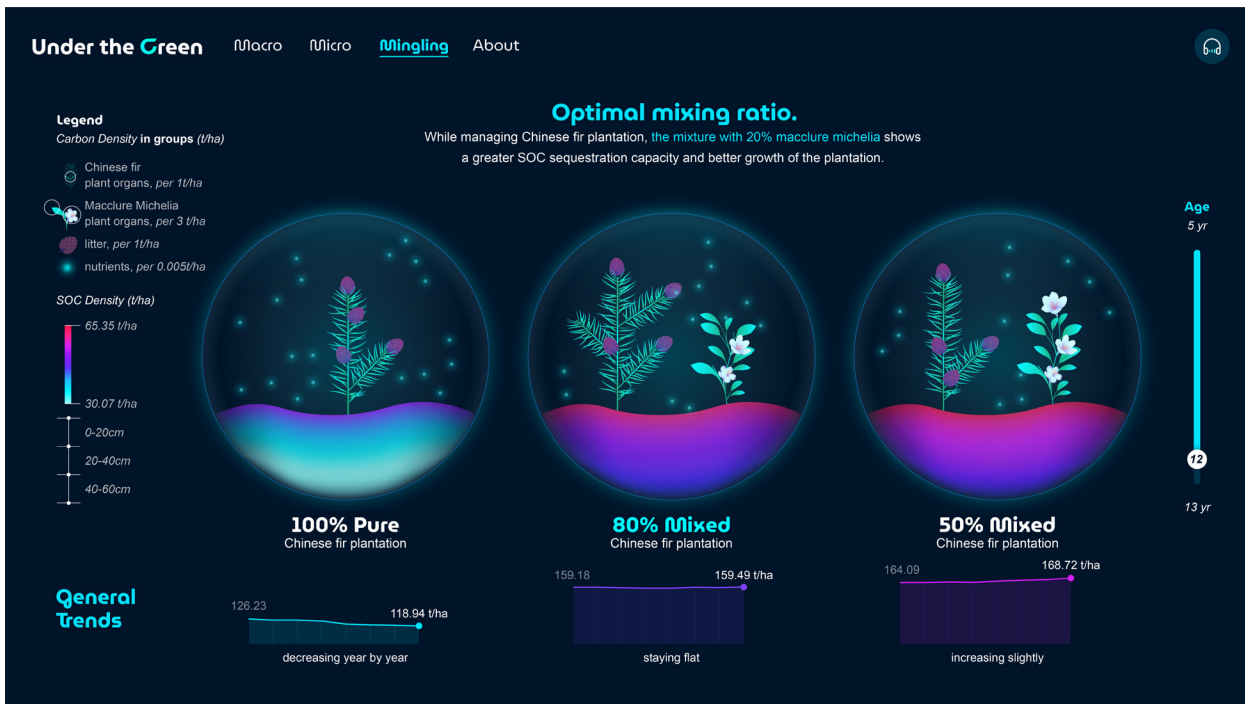 Under the Green
Macro
Micro
Mingling
About
Optimal mixing ratio.
While managing Chinese fir plantation, the mixture with 20% macclure michelia shows
a greater SOC sequestration capacity and better growth of the plantation.
Legend
Carbon Density in groups (t/ha)
Chinese fir
plant organs, per 1t/ha
Macclure Michelia
plant organs, per 3 t/ha
litter, per 1t/ha
nutrients, per 0.005t/ha
SOC Density (t/ha)
65.35 t/ha
30.07 t/ha
0-20cm
20-40cm
40-60cm
Age
5 yr
12
13 yr
100% Pure
Chinese fir plantation
80% Mixed
Chinese fir plantation
50% Mixed
Chinese fir plantation
General
Trends
126.23
118.94 t/ha
decreasing year by year
159.18
159.49 t/ha
staying flat
164.09
168.72 t/ha
increasing slightly